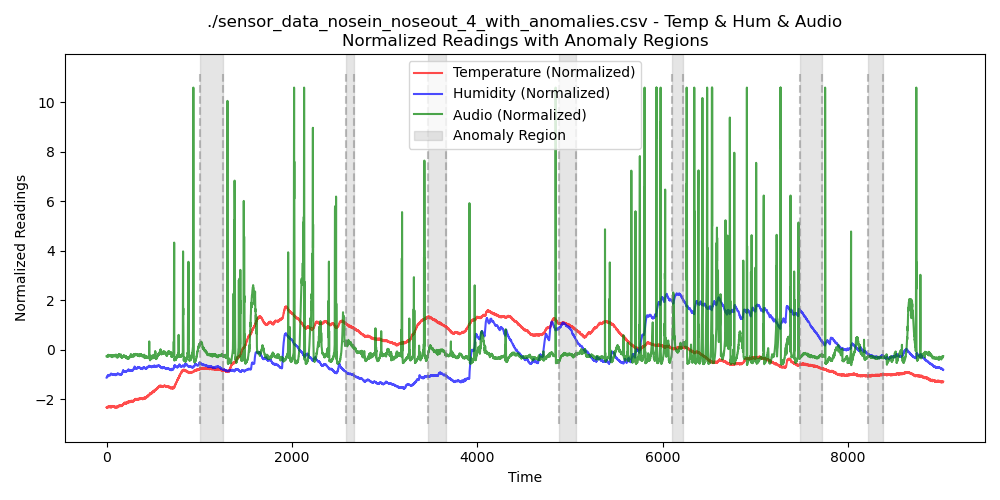 ./sensor_data_nosein_noseout_4_with_anomalies.csv - Temp & Hum & Audio
Normalized Readings with Anomaly Regions
Temperature (Normalized)
Humidity (Normalized)
Audio (Normalized)
Anomaly Region
Normalized Readings
10
8
6
4
2
0
−2
0 2000 4000 6000 8000
Time